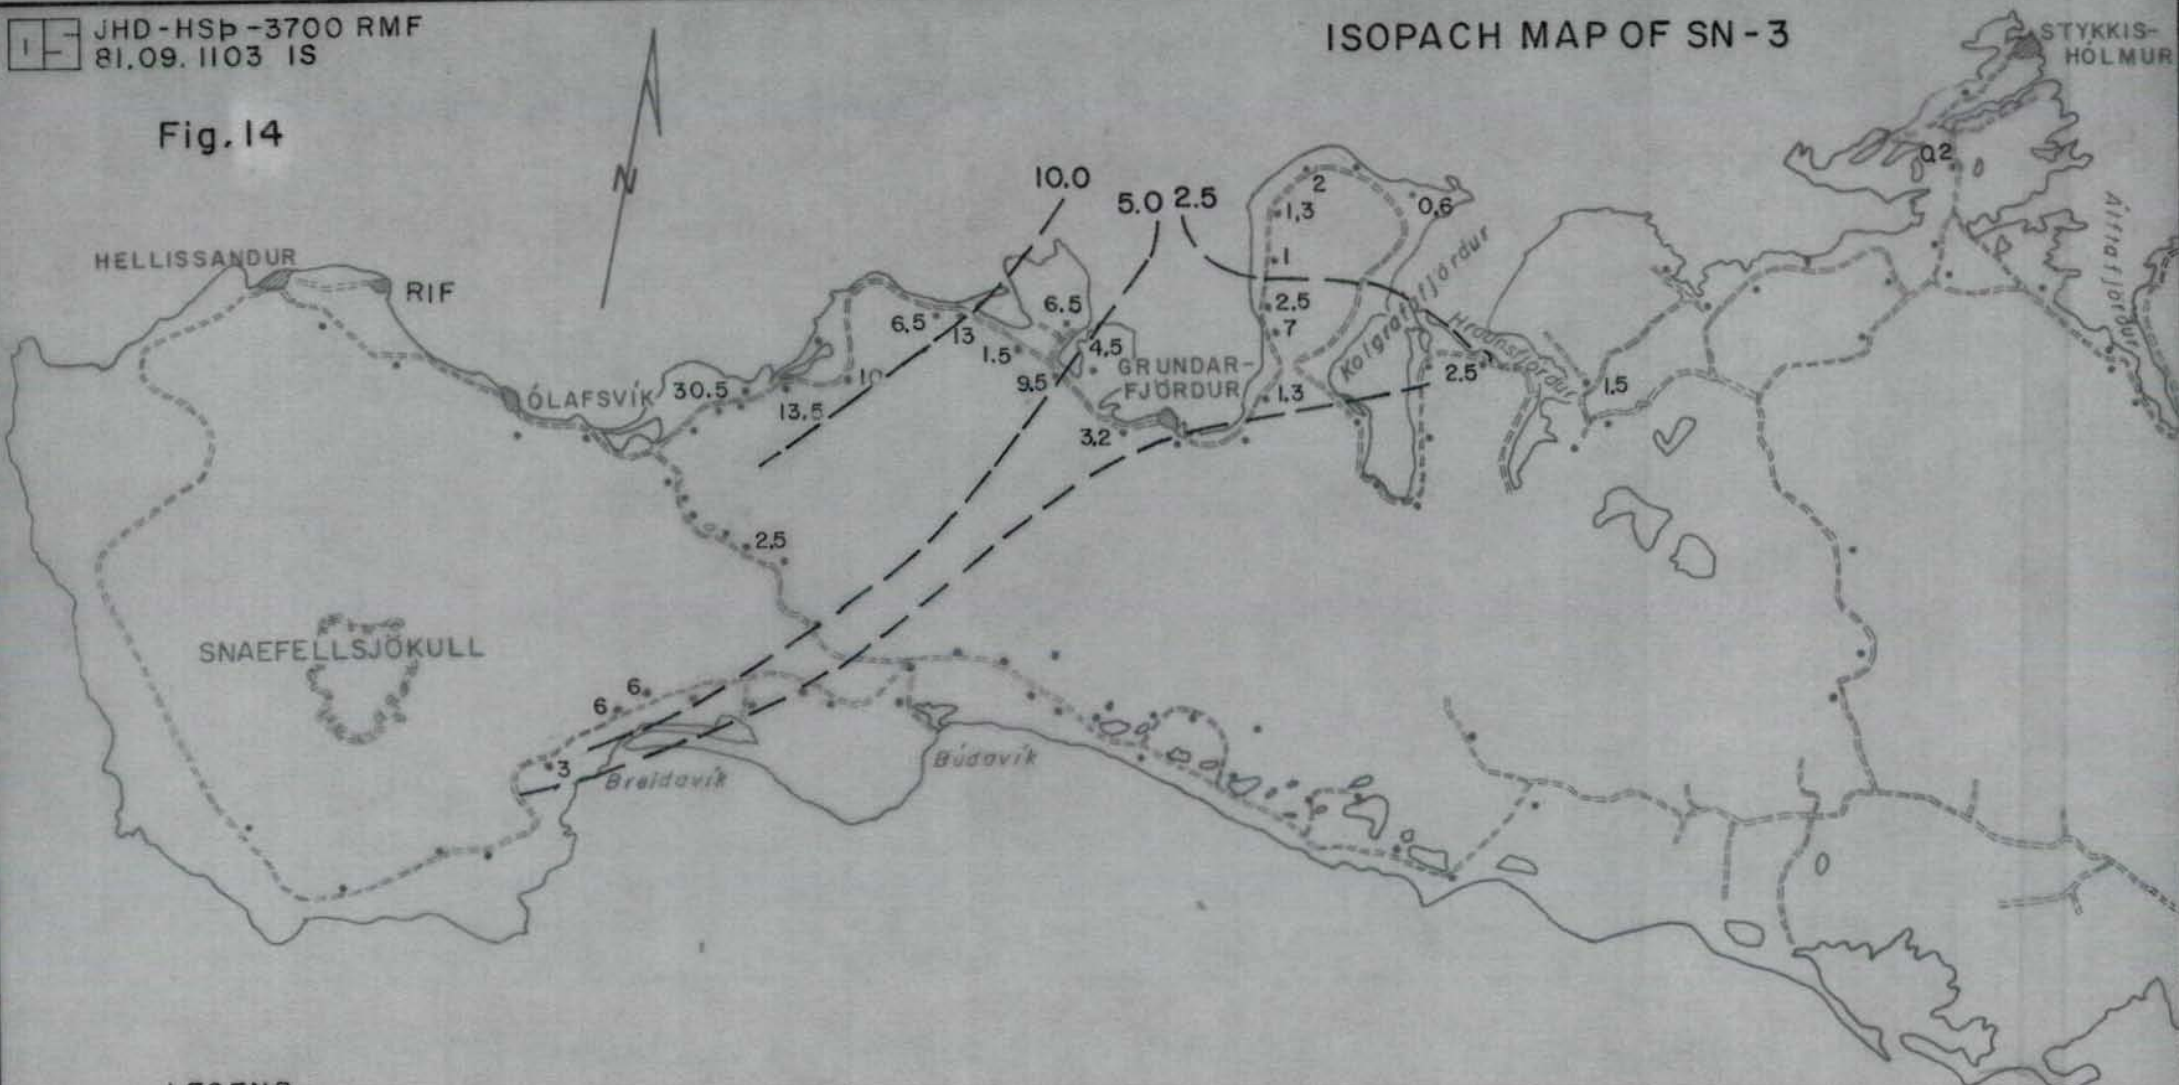 JHD-HSÞ-3700 RMF
81.09.1103 IS
ISOPACH MAP OF SN-3
Fig.14
STYKKIS-
HÓLMUR
N
10.0
5.0 2.5
0.2
2
1,3
0,6
1
2.5
7
1.3
HELLISSANDUR
RIF
6.5
6.5
13
1.5
4,5
9.5
GRUNDAR-
FJÖRDUR
3,2
Kolgrafafjördur
Hraunsfjördur
Álftafjördur
ÓLAFSVÍK
30.5
13.5
10
2.5
1.5
2,5
SNAEFELLSJÖKULL
6
6
3
Breidavík
Búdavík